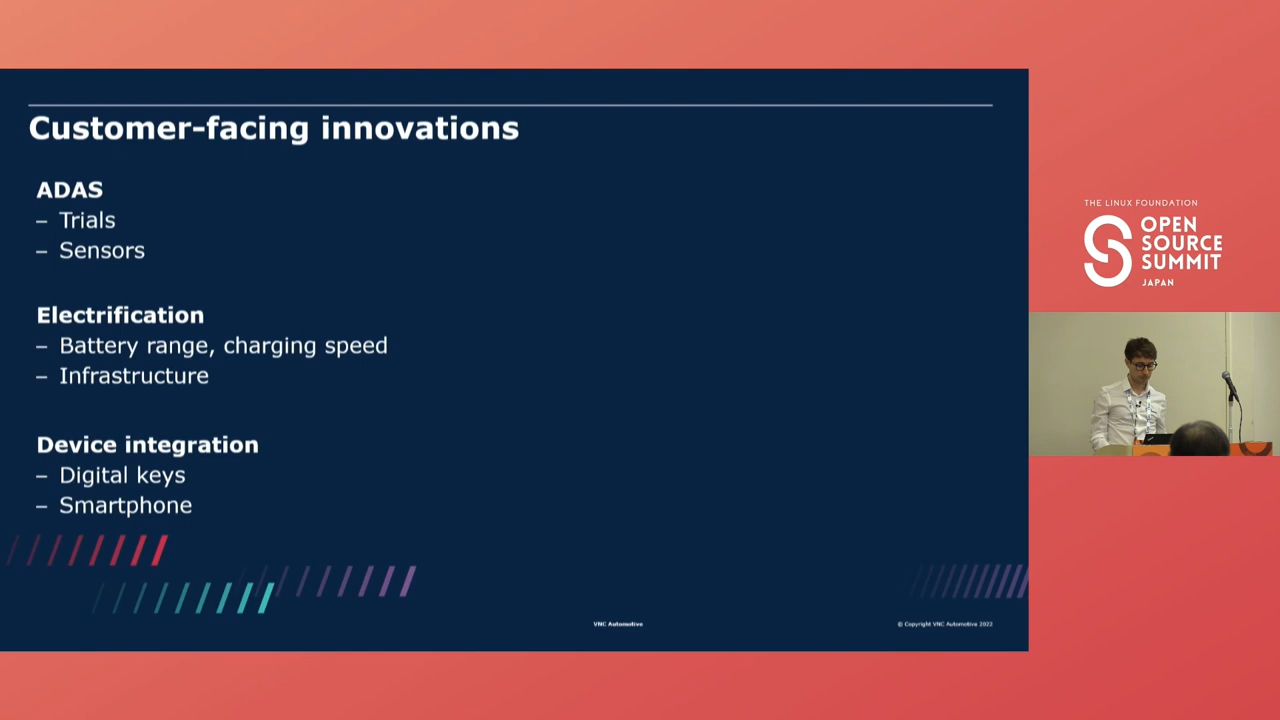 Customer-facing innovations
ADAS
– Trials
– Sensors
Electrification
– Battery range, charging speed
– Infrastructure
Device integration
– Digital keys
– Smartphone
VNC Automotive
© Copyright VNC Automotive 2022
THE LINUX FOUNDATION
OPEN
SOURCE
SUMMIT
JAPAN